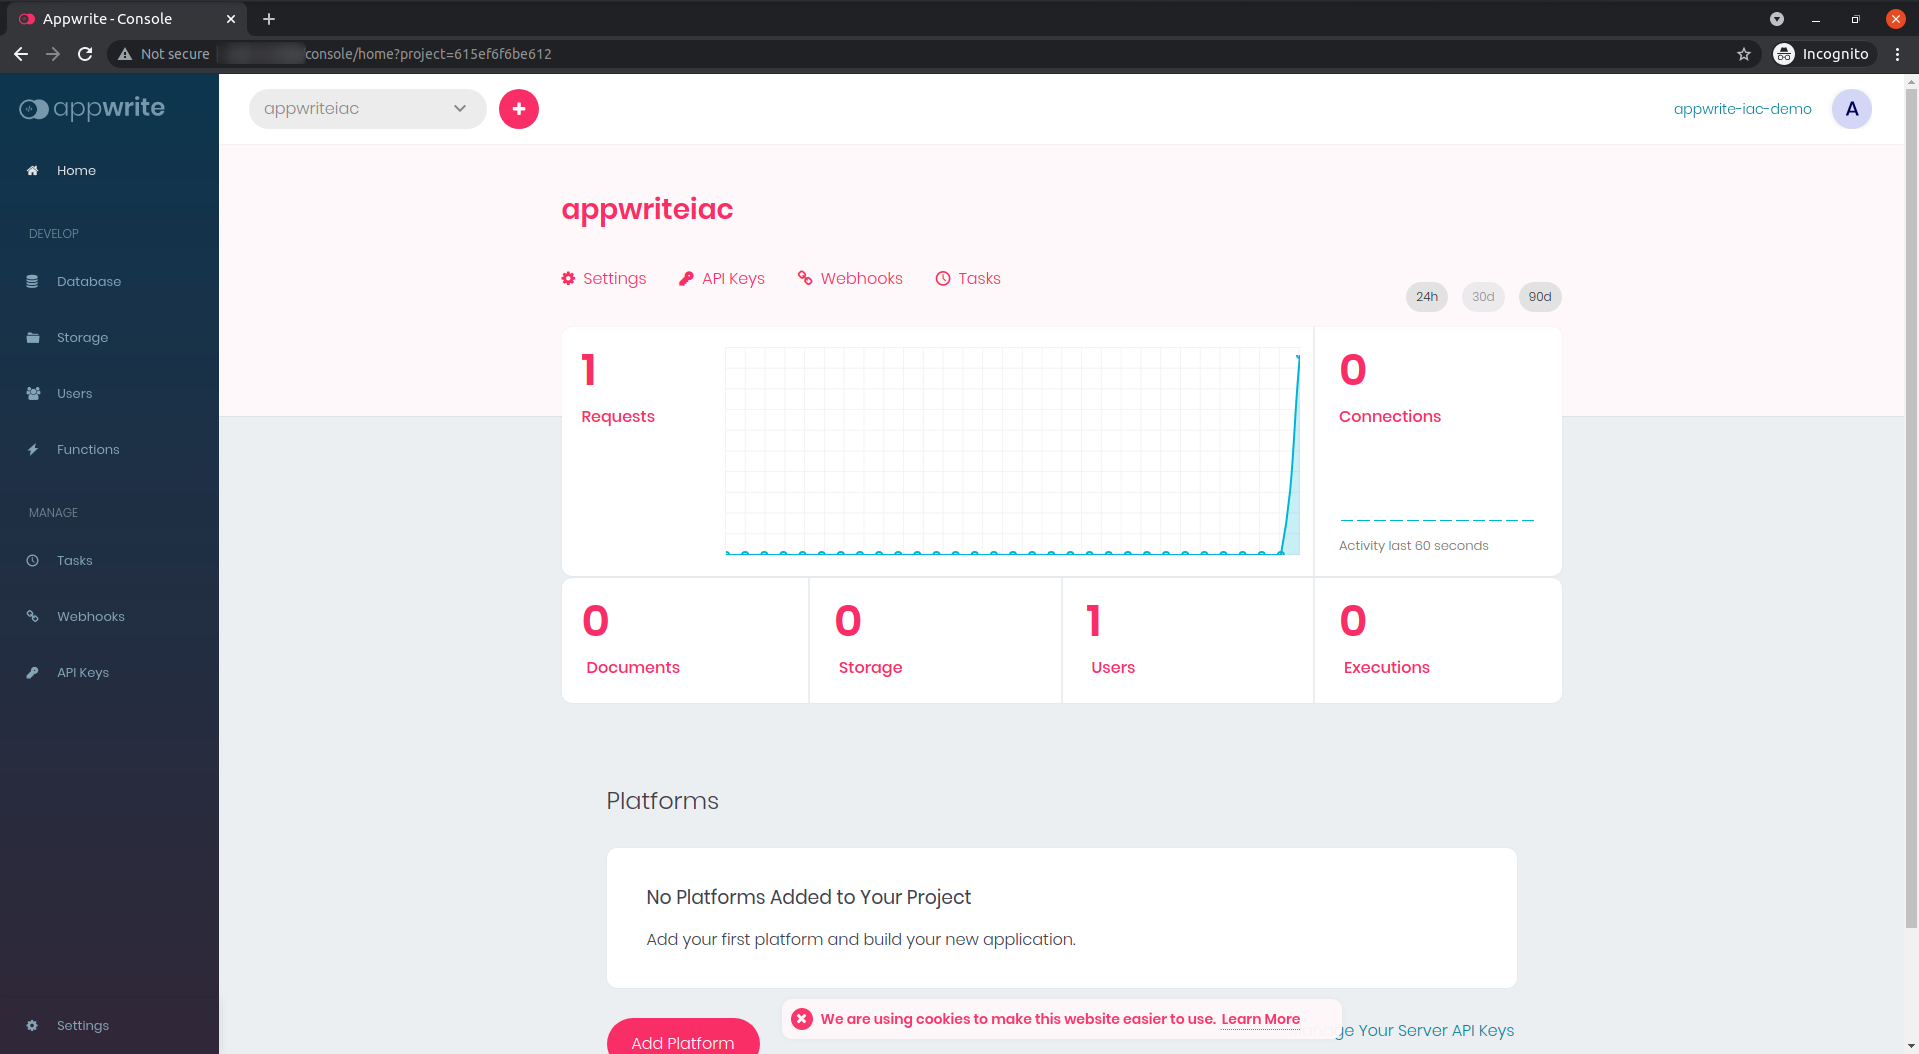 Appwrite - Console
Not secure console/home?project=615ef6f6be612
Incognito
appwrite
appwriteiac
appwrite-iac-demo
A
Home
DEVELOP
Database
Storage
Users
Functions
MANAGE
Tasks
Webhooks
API Keys
Settings
appwriteiac
Settings API Keys Webhooks Tasks
24h 30d 90d
1
Requests
0
Connections
Activity last 60 seconds
0
Documents
0
Storage
1
Users
0
Executions
Platforms
No Platforms Added to Your Project
Add your first platform and build your new application.
We are using cookies to make this website easier to use. Learn More
Add Platform
Your Server API Keys